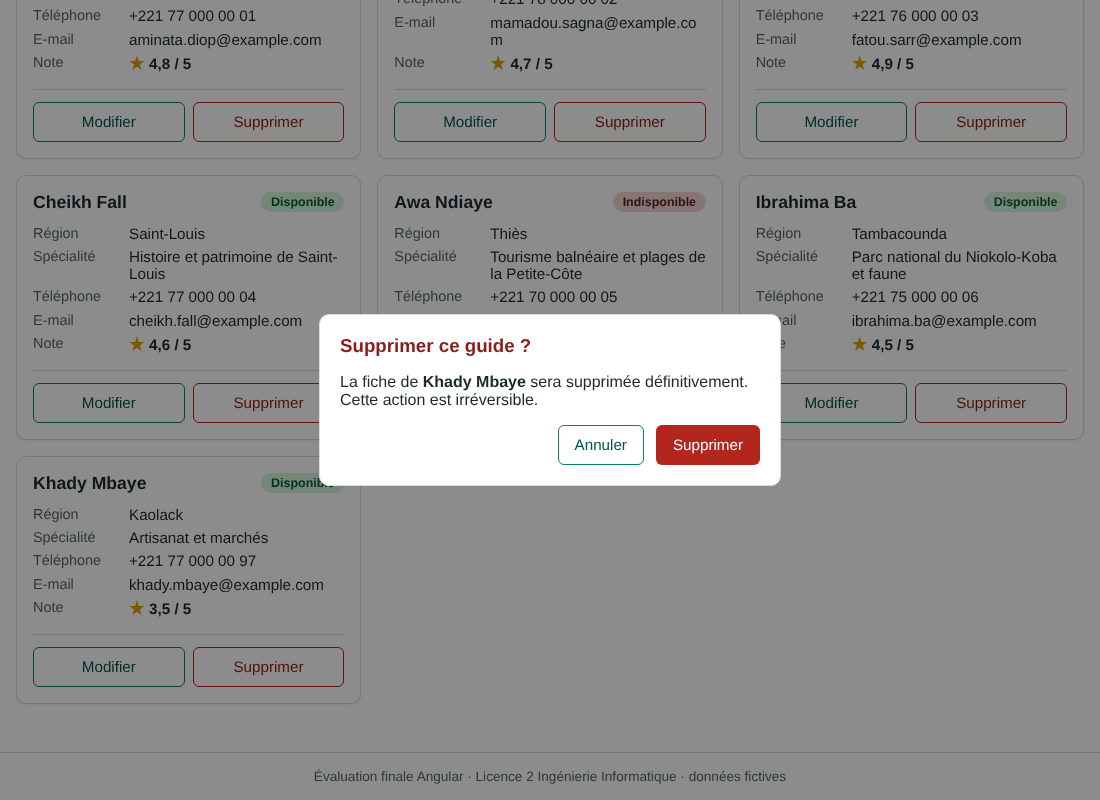 Téléphone +221 77 000 00 01
E-mail aminata.diop@example.com
Note ★ 4,8 / 5
Modifier Supprimer
Téléphone +221 78 000 00 02
E-mail mamadou.sagna@example.co
m
Note ★ 4,7 / 5
Modifier Supprimer
Téléphone +221 76 000 00 03
E-mail fatou.sarr@example.com
Note ★ 4,9 / 5
Modifier Supprimer
Cheikh Fall Disponible
Région Saint-Louis
Spécialité Histoire et patrimoine de Saint-
Louis
Téléphone +221 77 000 00 04
E-mail cheikh.fall@example.com
Note ★ 4,6 / 5
Modifier Supprimer
Awa Ndiaye Indisponible
Région Thiès
Spécialité Tourisme balnéaire et plages de
la Petite-Côte
Téléphone +221 70 000 00 05
Ibrahima Ba Disponible
Région Tambacounda
Spécialité Parc national du Niokolo-Koba
et faune
Téléphone +221 75 000 00 06
ibrahima.ba@example.com
★ 4,5 / 5
Modifier Supprimer
Supprimer ce guide ?
La fiche de Khady Mbaye sera supprimée définitivement.
Cette action est irréversible.
Annuler Supprimer
Khady Mbaye Disponible
Région Kaolack
Spécialité Artisanat et marchés
Téléphone +221 77 000 00 97
E-mail khady.mbaye@example.com
Note ★ 3,5 / 5
Modifier Supprimer
Évaluation finale Angular · Licence 2 Ingénierie Informatique · données fictives